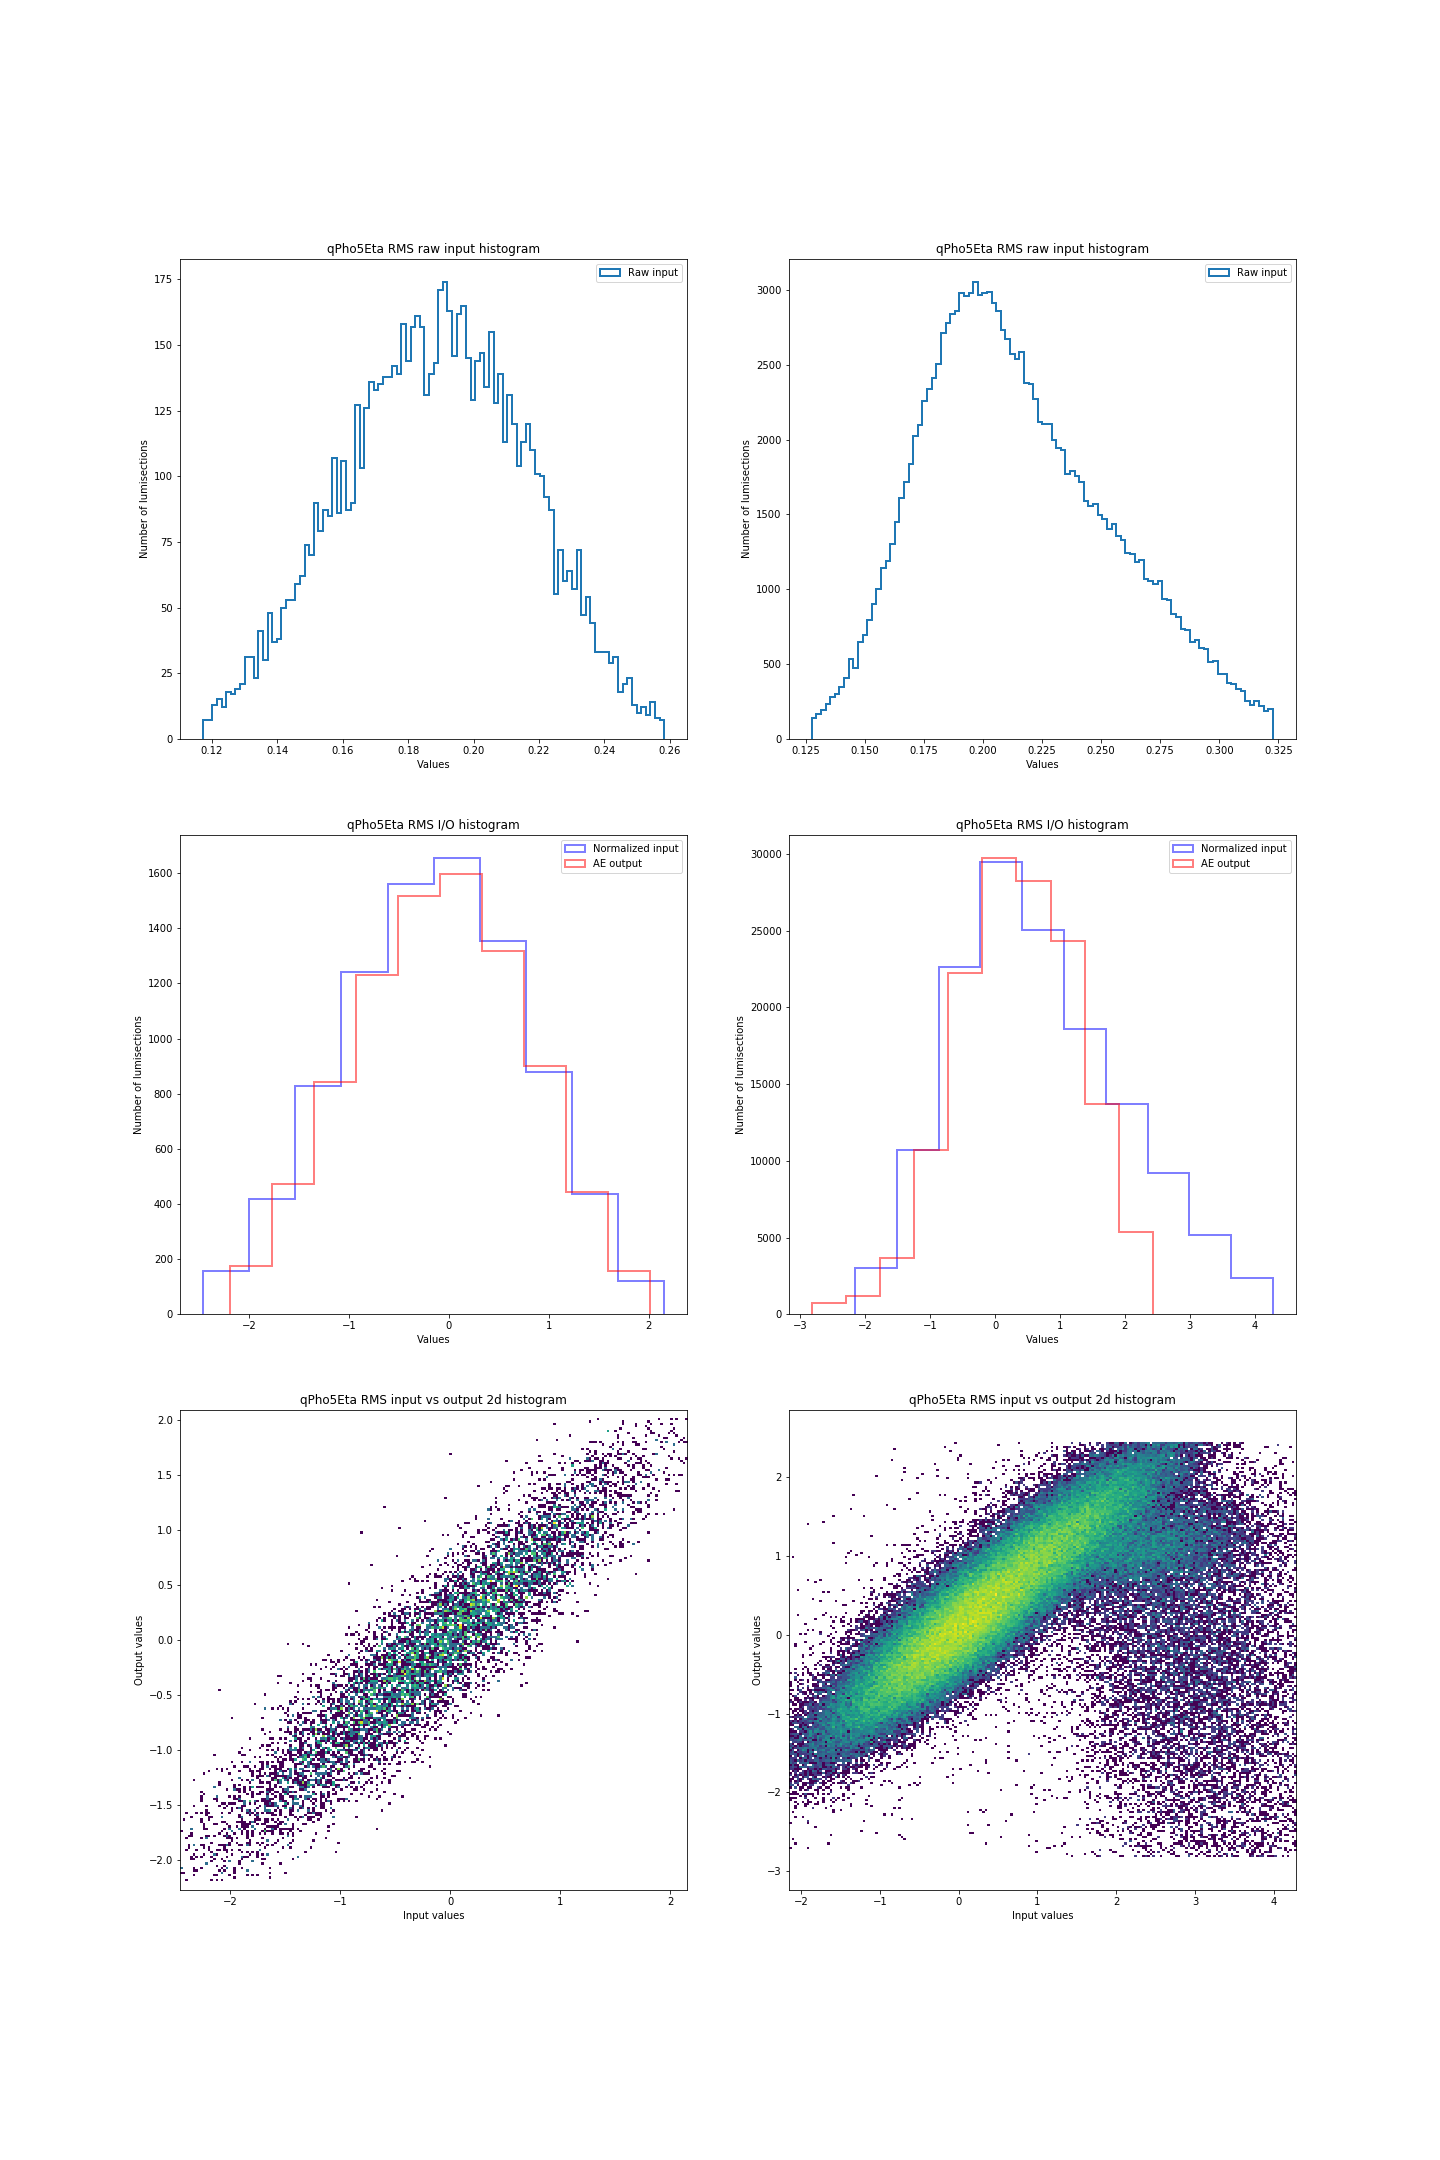 qPho5Eta RMS raw input histogram
Raw input
175
150
125
100
75
50
25
0
Number of lumisections
0.12 0.14 0.16 0.18 0.20 0.22 0.24 0.26
Values
qPho5Eta RMS raw input histogram
Raw input
3000
2500
2000
1500
1000
500
0
Number of lumisections
0.125 0.150 0.175 0.200 0.225 0.250 0.275 0.300 0.325
Values
qPho5Eta RMS I/O histogram
Normalized input
AE output
1600
1400
1200
1000
800
600
400
200
0
Number of lumisections
−2 −1 0 1 2
Values
qPho5Eta RMS I/O histogram
Normalized input
AE output
30000
25000
20000
15000
10000
5000
0
Number of lumisections
−3 −2 −1 0 1 2 3 4
Values
qPho5Eta RMS input vs output 2d histogram
2.0
1.5
1.0
0.5
0.0
−0.5
−1.0
−1.5
−2.0
Output values
−2 −1 0 1 2
Input values
qPho5Eta RMS input vs output 2d histogram
2
1
0
−1
−2
−3
Output values
−2 −1 0 1 2 3 4
Input values